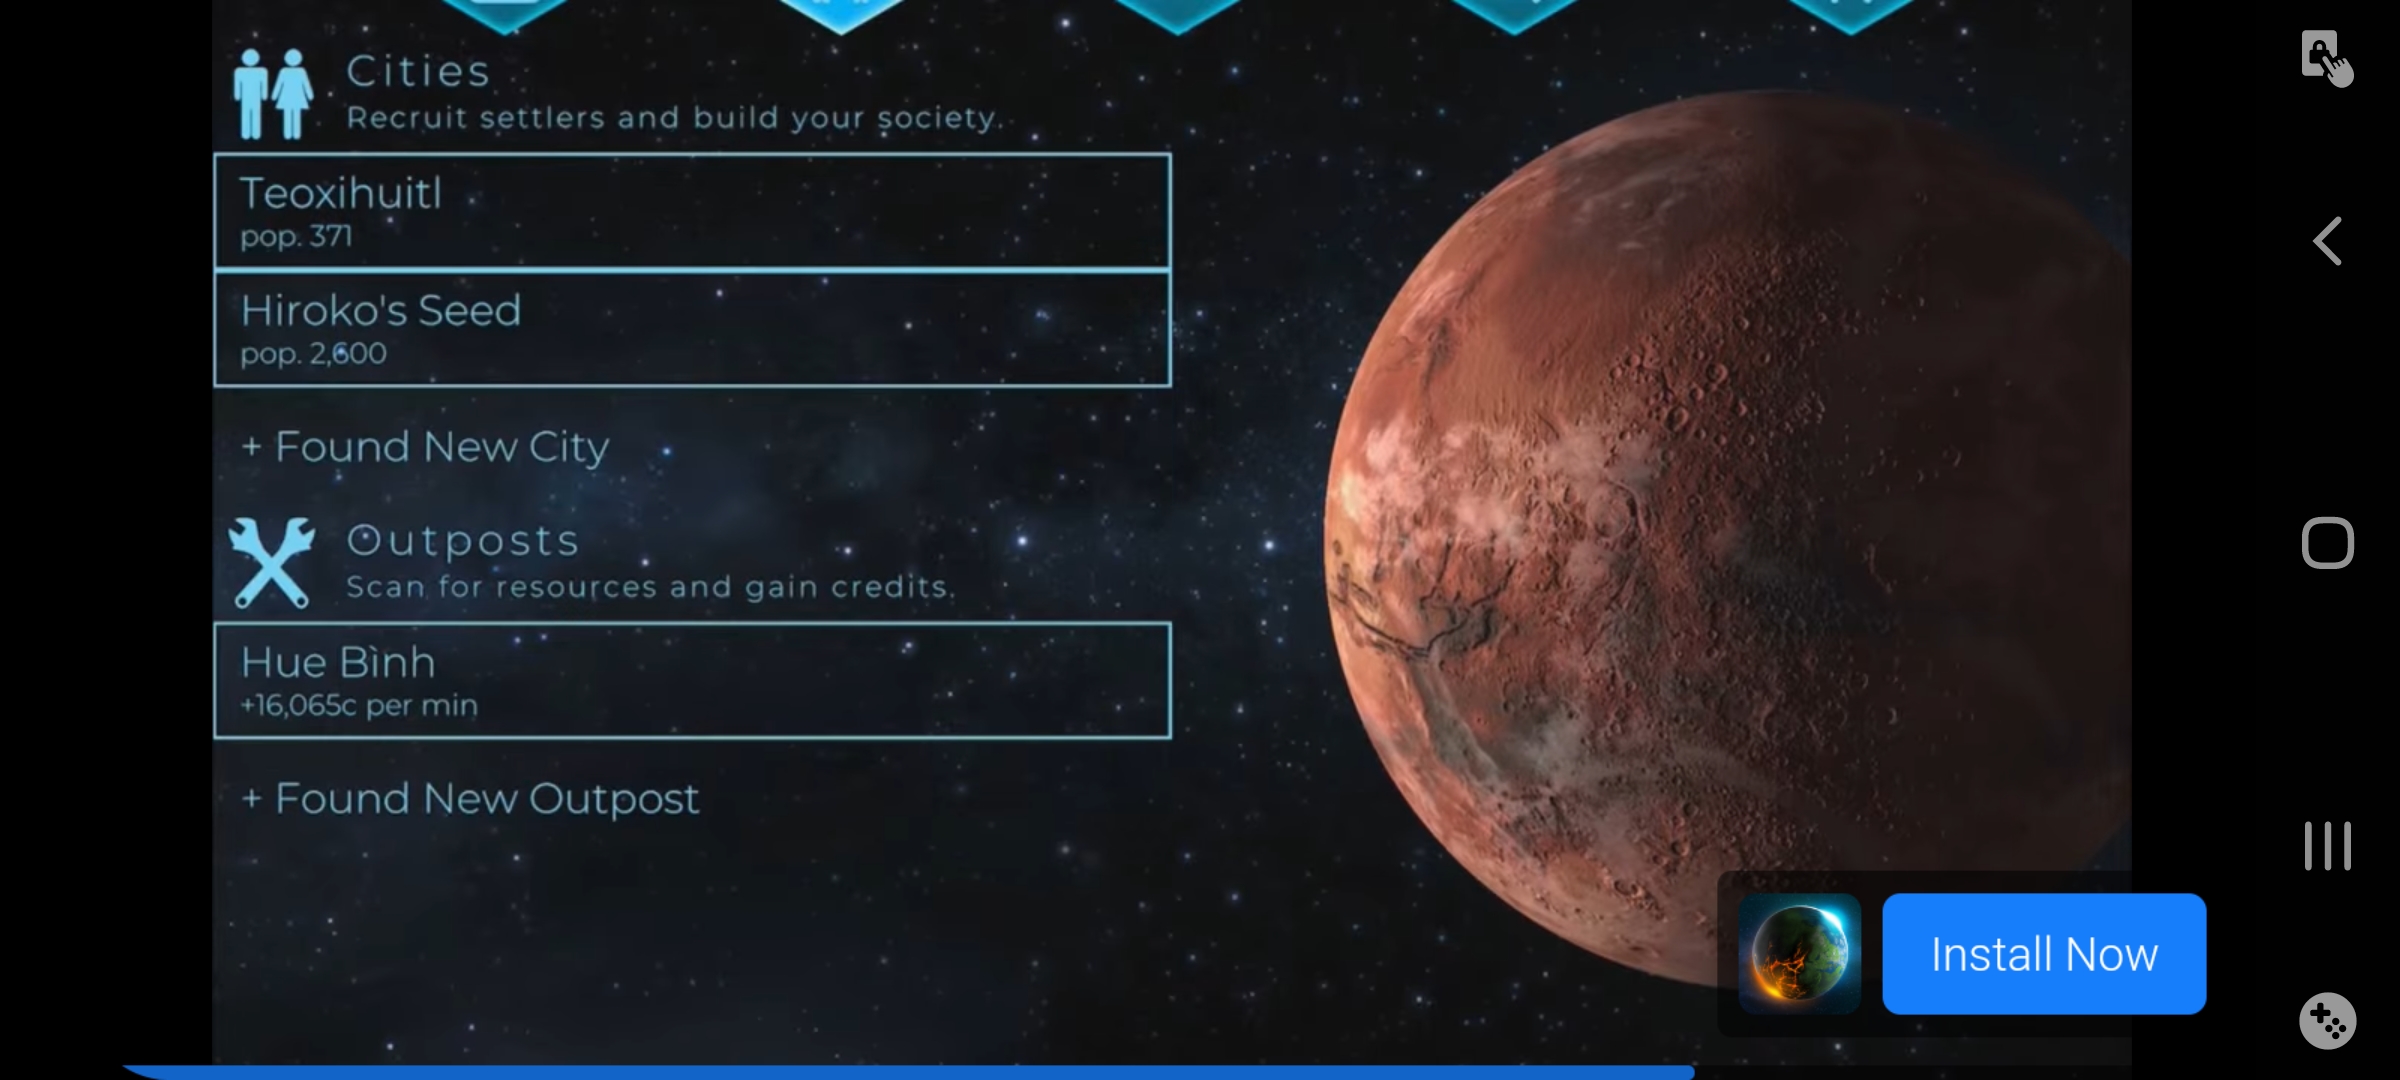 Cities
Recruit settlers and build your society.
Teoxihuitl
pop. 371
Hiroko's Seed
pop. 2,600
+ Found New City
Outposts
Scan for resources and gain credits.
Hue Bình
+16,065c per min
+ Found New Outpost
Install Now